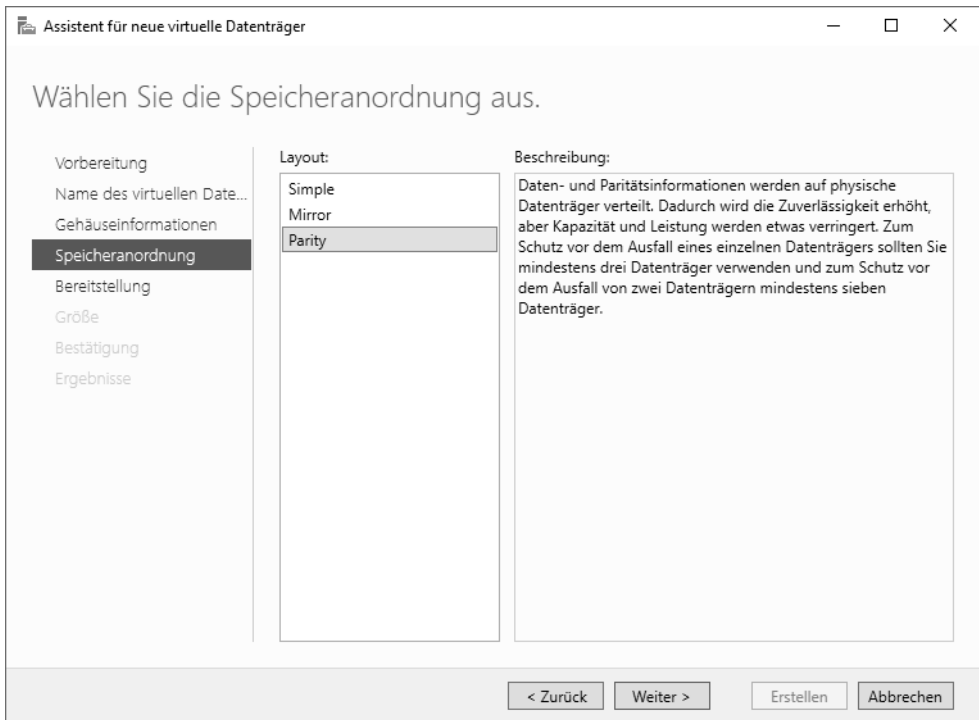 Assistent für neue virtuelle Datenträger
Wählen Sie die Speicheranordnung aus.
Vorbereitung
Name des virtuellen Date...
Gehäuseinformationen
Speicheranordnung
Bereitstellung
Größe
Bestätigung
Ergebnisse
Layout:
Simple
Mirror
Parity
Beschreibung:
Daten- und Paritätsinformationen werden auf physische
Datenträger verteilt. Dadurch wird die Zuverlässigkeit erhöht,
aber Kapazität und Leistung werden etwas verringert. Zum
Schutz vor dem Ausfall eines einzelnen Datenträgers sollten Sie
mindestens drei Datenträger verwenden und zum Schutz vor
dem Ausfall von zwei Datenträgern mindestens sieben
Datenträger.
< Zurück
Weiter >
Erstellen
Abbrechen